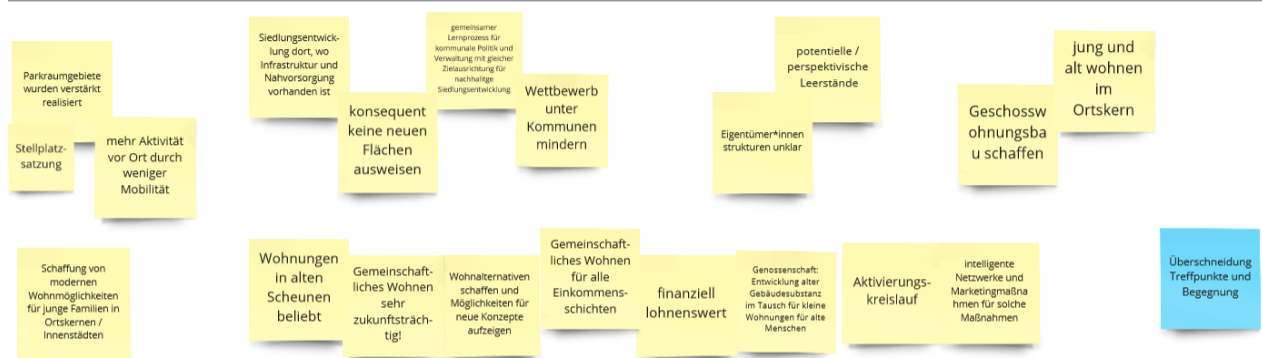 Parkraumgebiete
wurden verstärkt
realisiert
Stellplatz-
satzung
mehr Aktivität
vor Ort durch
weniger
Mobilität
Siedlungsentwick-
lung dort, wo
Infrastruktur und
Nahvorsorgung
vorhanden ist
konsequent
keine neuen
Flächen
ausweisen
gemeinsamer
Lernprozess für
kommunale Politik und
Verwaltung mit gleicher
Zielausrichtung für
nachhaltige
Siedlungsentwicklung
Wettbewerb
unter
Kommunen
mindern
potentielle /
perspektivische
Leerstände
Eigentümer*innen
strukturen unklar
Geschossw
ohnungsba
u schaffen
jung und
alt wohnen
im
Ortskern
Schaffung von
modernen
Wohnmöglichkeiten
für junge Familien in
Ortskernen /
Innenstädten
Wohnungen
in alten
Scheunen
beliebt
Gemeinschaft-
liches Wohnen
sehr
zukunftsträch-
tig!
Wohnalternativen
schaffen und
Möglichkeiten für
neue Konzepte
aufzeigen
Gemeinschaft-
liches Wohnen
für alle
Einkommens-
schichten
finanziell
lohnenswert
Genossenschaft:
Entwicklung alter
Gebäudesubstanz
im Tausch für kleine
Wohnungen für alte
Menschen
Aktivierungs-
kreislauf
intelligente
Netzwerke und
Marketingmaßna
hmen für solche
Maßnahmen
Überschneidung
Treffpunkte und
Begegnung